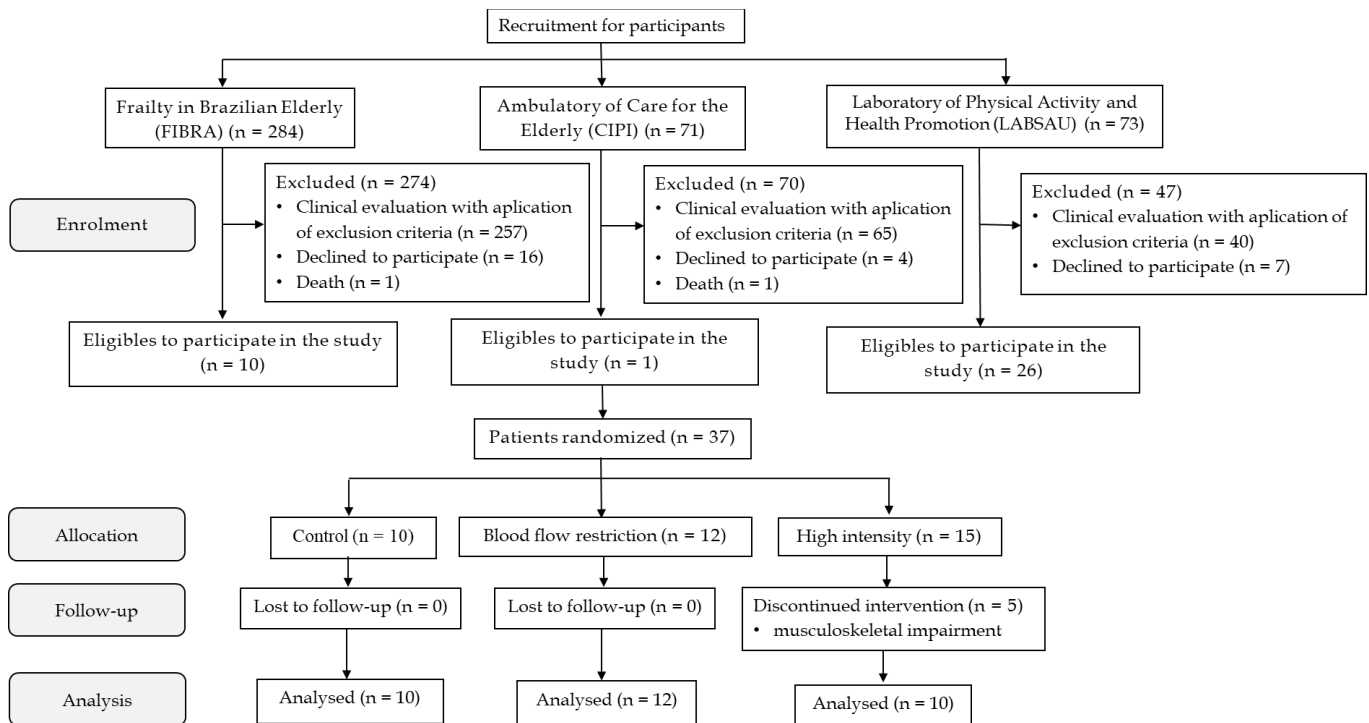 Recruitment for participants
Frailty in Brazilian Elderly
(FIBRA) (n = 284)
Ambulatory of Care for the
Elderly (CIPI) (n = 71)
Laboratory of Physical Activity and
Health Promotion (LABSAU) (n = 73)
Enrolment
Excluded (n = 274)
• Clinical evaluation with aplication
of exclusion criteria (n = 257)
• Declined to participate (n = 16)
• Death (n = 1)
Excluded (n = 70)
• Clinical evaluation with aplication
of exclusion criteria (n = 65)
• Declined to participate (n = 4)
• Death (n = 1)
Excluded (n = 47)
• Clinical evaluation with aplication of
exclusion criteria (n = 40)
• Declined to participate (n = 7)
Eligibles to participate in the study
(n = 10)
Eligibles to participate in the
study (n = 1)
Eligibles to participate in the
study (n = 26)
Patients randomized (n = 37)
Allocation
Control (n = 10)
Blood flow restriction (n = 12)
High intensity (n = 15)
Follow-up
Lost to follow-up (n = 0)
Lost to follow-up (n = 0)
Discontinued intervention (n = 5)
• musculoskeletal impairment
Analysis
Analysed (n = 10)
Analysed (n = 12)
Analysed (n = 10)